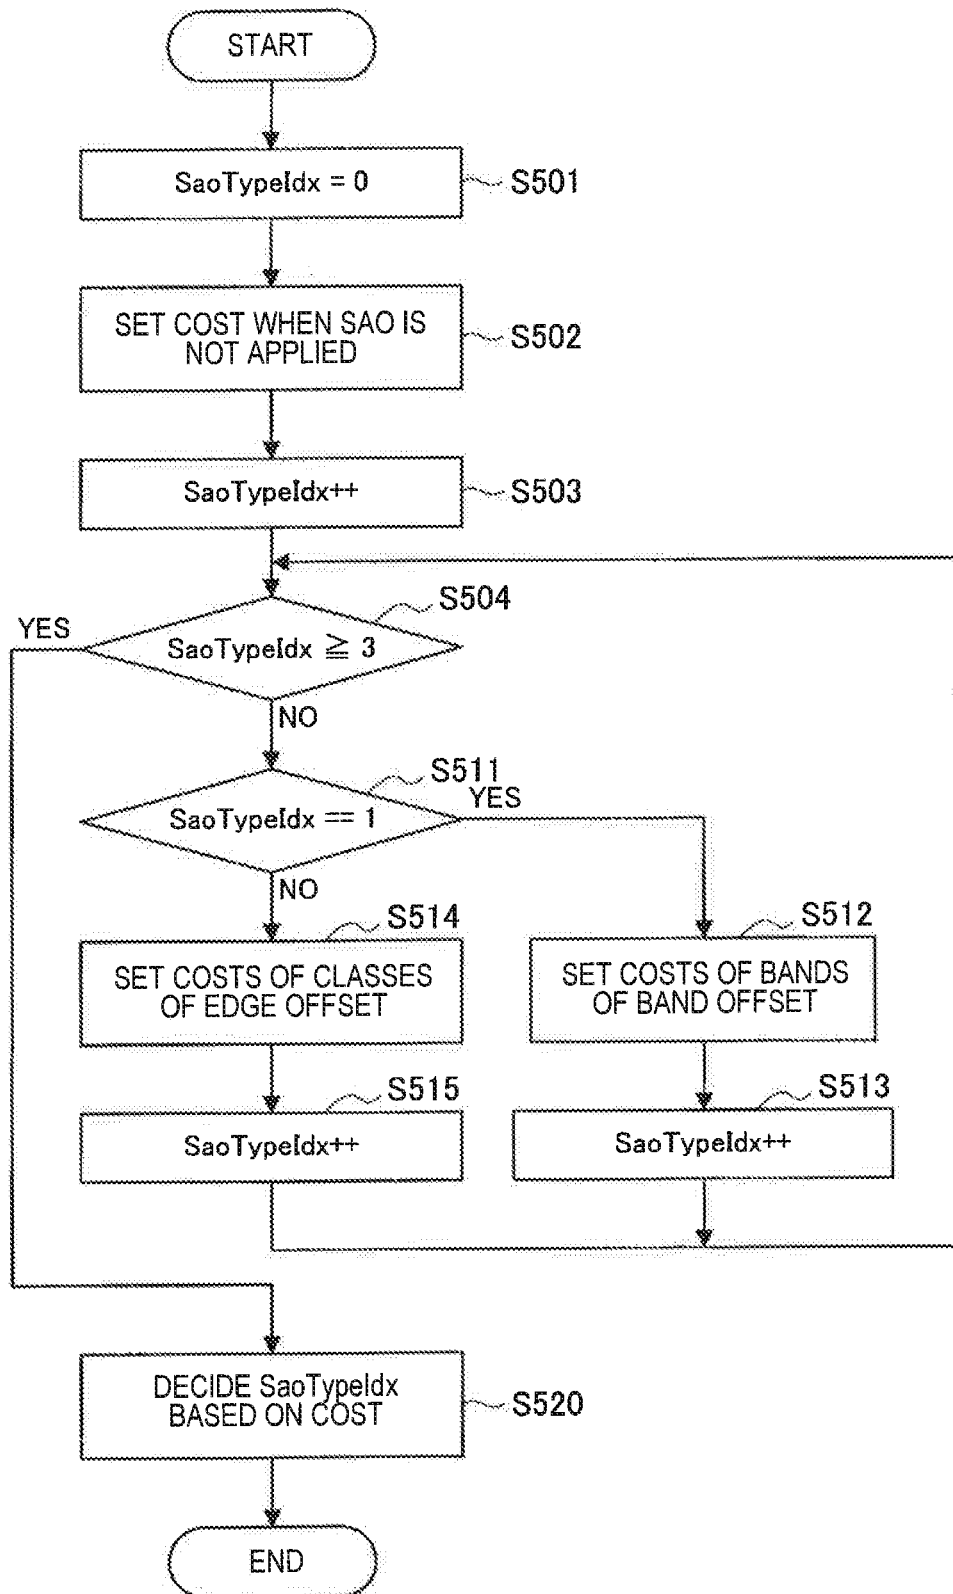 START
SaoTypeIdx = 0
S501
SET COST WHEN SAO IS
NOT APPLIED
S502
SaoTypeIdx++
S503
S504
YES
SaoTypeIdx ≧ 3
NO
S511
YES
SaoTypeIdx == 1
NO
S514
SET COSTS OF CLASSES
OF EDGE OFFSET
S512
SET COSTS OF BANDS
OF BAND OFFSET
S515
SaoTypeIdx++
S513
SaoTypeIdx++
DECIDE SaoTypeIdx
BASED ON COST
S520
END